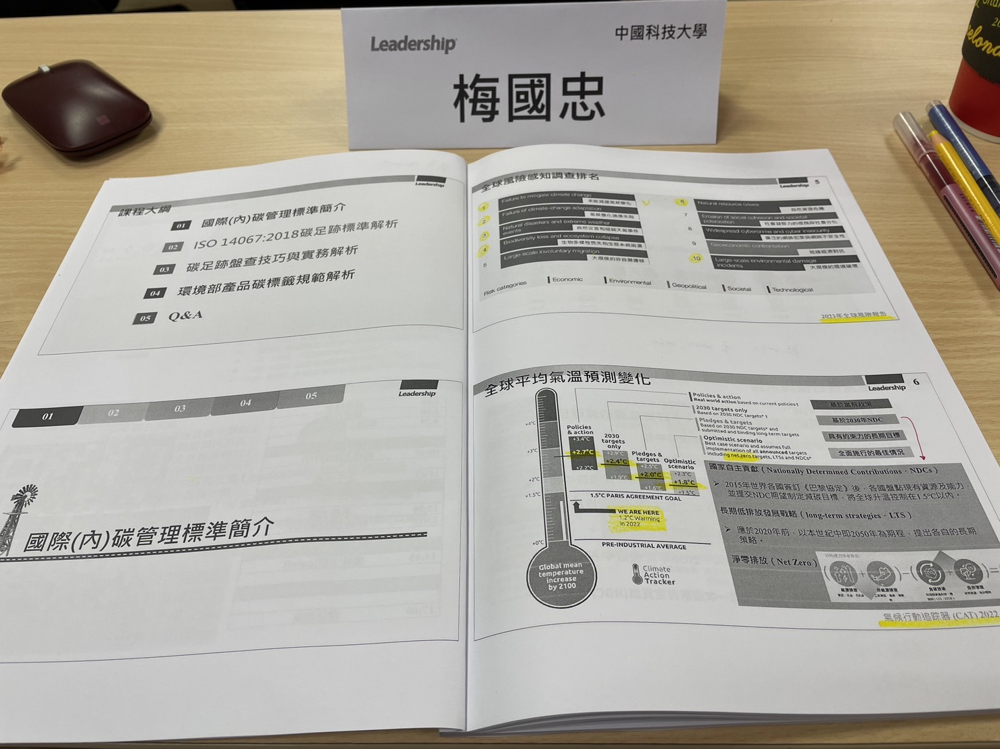 Leadership
中國科技大學
梅國忠
課程大綱
Leadership
01 國際(內)碳管理標準簡介
02 ISO 14067:2018碳足跡標準解析
03 碳足跡盤查技巧與實務解析
04 環境部產品碳標籤規範解析
05 Q&A
01 02 03 04 05
Leadership
國際(內)碳管理標準簡介
全球風險感知調查排名
Leadership 5
1 Failure to mitigate climate change
未能減緩氣候變化
2 Failure of climate-change adaptation
氣候變化適應失敗
3 Natural disasters and extreme weather events
自然災害和極端天氣事件
4 Biodiversity loss and ecosystem collapse
生物多樣性喪失和生態系統崩潰
5 Large-scale involuntary migration
大規模的非自願遷移
6 Natural resource crises
自然資源危機
7 Erosion of social cohesion and societal polarization
社會凝聚力的侵蝕與社會分化
8 Widespread cybercrime and cyber insecurity
廣泛的網路犯罪與網路不安全性
9 Geoeconomic confrontation
地緣經濟對抗
10 Large-scale environmental damage incidents
大規模的環境破壞
Risk categories
Economic
Environmental
Geopolitical
Societal
Technological
2023年全球風險報告
全球平均氣溫預測變化
Leadership 6
+4°C
+3°C
+2°C
+1.5°C
+0°C
Policies & action
+3.4°C
+2.7°C
+2.2°C
2030 targets only
+2.9°C
+2.4°C
+1.9°C
Pledges & targets
+2.5°C
+2.0°C
+1.6°C
Optimistic scenario
+2.3°C
+1.8°C
+1.5°C
Policies & action
Real world action based on current policies †
2030 targets only
Based on 2030 NDC targets* †
Pledges & targets
Based on 2030 NDC targets* and
submitted and binding long-term targets
Optimistic scenario
Best case scenario and assumes full
implementation of all announced targets
including net zero targets, LTSs and NDCs*
基於當前政策
基於2030年NDC
具有約束力的長期目標
全面施行的最佳情況
1.5°C PARIS AGREEMENT GOAL
WE ARE HERE
1.2°C Warming
in 2022
PRE-INDUSTRIAL AVERAGE
Global mean
temperature
increase
by 2100
Climate
Action
Tracker
國家自主貢獻（Nationally Determined Contributions，NDCs）
2015年世界各國簽訂《巴黎協定》後，各國盤點現有資源及能力，
並提交NDC期望制定減碳目標，將全球升溫控制在1.5°C以內。
長期低排放發展戰略（long-term strategies，LTS）
應於2020年前，以本世紀中即2050年為期程，提出各自的長期
策略。
淨零排放（Net Zero）
能源排放
非能源排放
負碳技術
自然碳匯
氣候行動追踪器 (CAT) 2022